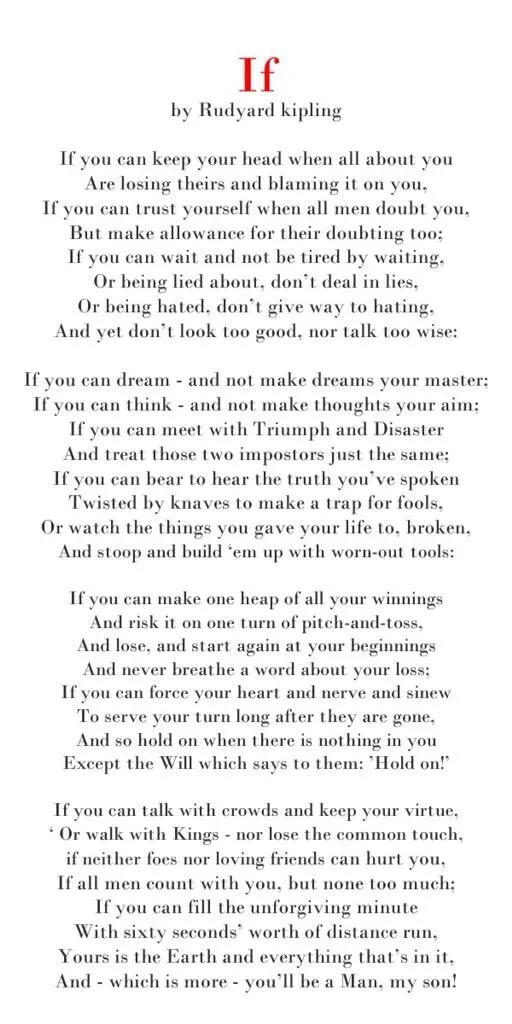 If
by Rudyard kipling
If you can keep your head when all about you
Are losing theirs and blaming it on you,
If you can trust yourself when all men doubt you,
But make allowance for their doubting too;
If you can wait and not be tired by waiting,
Or being lied about, don’t deal in lies,
Or being hated, don’t give way to hating,
And yet don’t look too good, nor talk too wise:
If you can dream - and not make dreams your master;
If you can think - and not make thoughts your aim;
If you can meet with Triumph and Disaster
And treat those two impostors just the same;
If you can bear to hear the truth you’ve spoken
Twisted by knaves to make a trap for fools,
Or watch the things you gave your life to, broken,
And stoop and build ‘em up with worn-out tools:
If you can make one heap of all your winnings
And risk it on one turn of pitch-and-toss,
And lose, and start again at your beginnings
And never breathe a word about your loss;
If you can force your heart and nerve and sinew
To serve your turn long after they are gone,
And so hold on when there is nothing in you
Except the Will which says to them: ’Hold on!’
If you can talk with crowds and keep your virtue,
‘ Or walk with Kings - nor lose the common touch,
if neither foes nor loving friends can hurt you,
If all men count with you, but none too much;
If you can fill the unforgiving minute
With sixty seconds’ worth of distance run,
Yours is the Earth and everything that’s in it,
And - which is more - you’ll be a Man, my son!